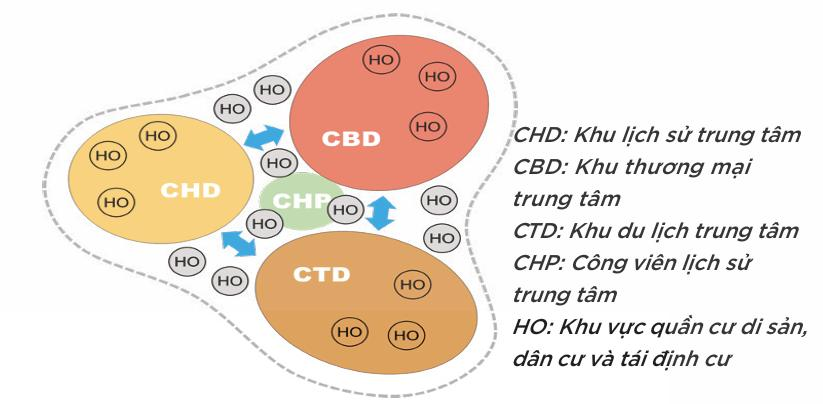 HO
HO
HO
HO
HO
HO
CBD
HO
HO
CHD
HO
CHP
HO
HO
HO
HO
HO
CTD
HO
HO
HO
HO
CHD: Khu lịch sử trung tâm
CBD: Khu thương mại
trung tâm
CTD: Khu du lịch trung tâm
CHP: Công viên lịch sử
trung tâm
HO: Khu vực quần cư di sản,
dân cư và tái định cư